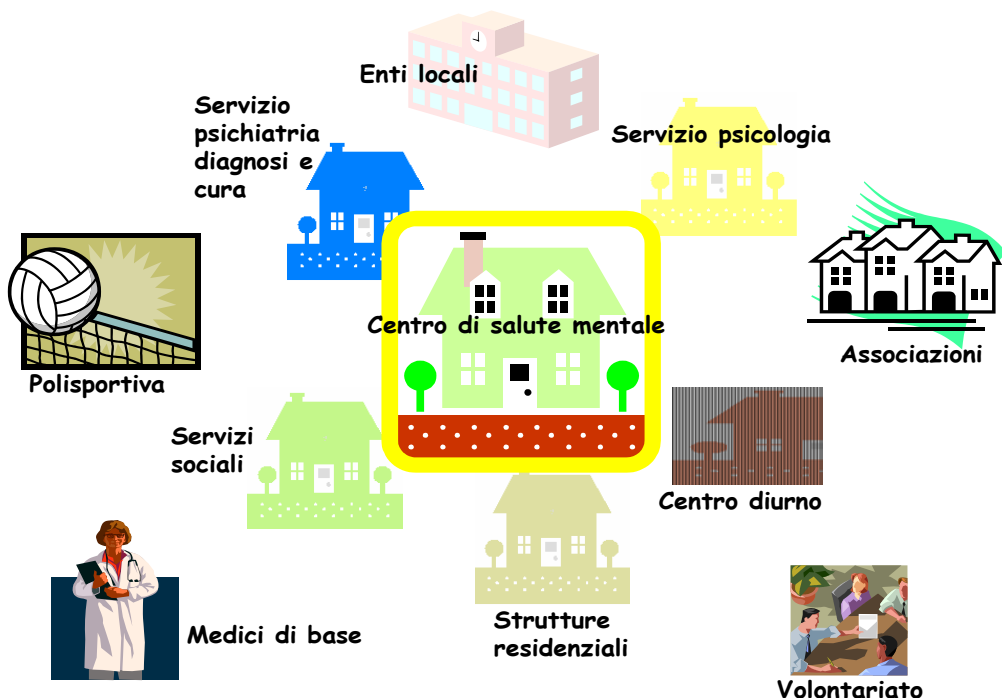 Enti locali
Servizio
psichiatria
diagnosi e
cura
Servizio psicologia
Centro di salute mentale
Associazioni
Polisportiva
Servizi
sociali
Centro diurno
Strutture
residenziali
Medici di base
Volontariato